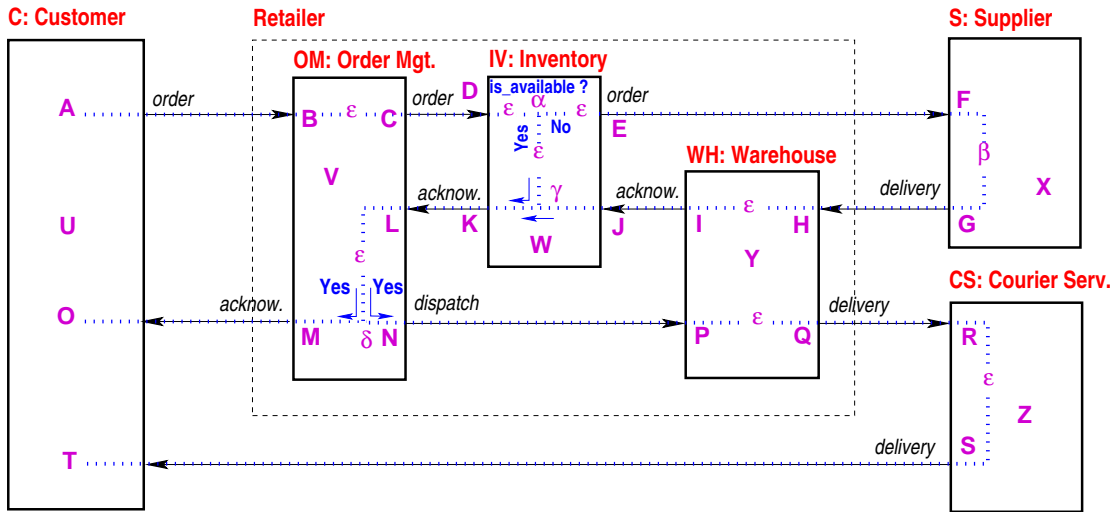 C: Customer
Retailer
S: Supplier
OM: Order Mgt.
IV: Inventory
D
is_available ?
A
order
B
ε
C
order
ε
α
ε
order
F
Yes
No
E
ε
β
WH: Warehouse
V
acknow.
γ
acknow.
delivery
X
U
L
K
W
J
I
ε
H
G
ε
Y
CS: Courier Serv.
Yes
Yes
O
acknow.
dispatch
delivery
M
δ
N
P
ε
Q
R
ε
Z
T
delivery
S